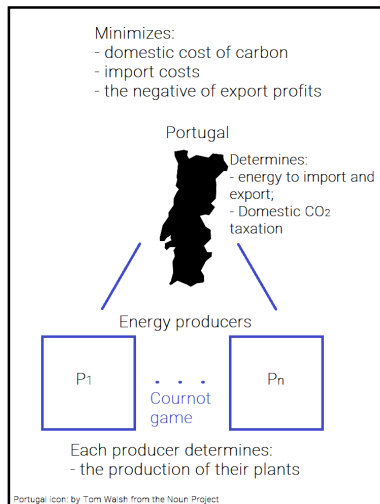 Minimizes:
- domestic cost of carbon
- import costs
- the negative of export profits
Portugal
Determines:
- energy to import and
export;
- Domestic CO₂
taxation
Energy producers
P₁
Pₙ
Cournot
game
Each producer determines:
- the production of their plants
Portugal icon: by Tom Walsh from the Noun Project